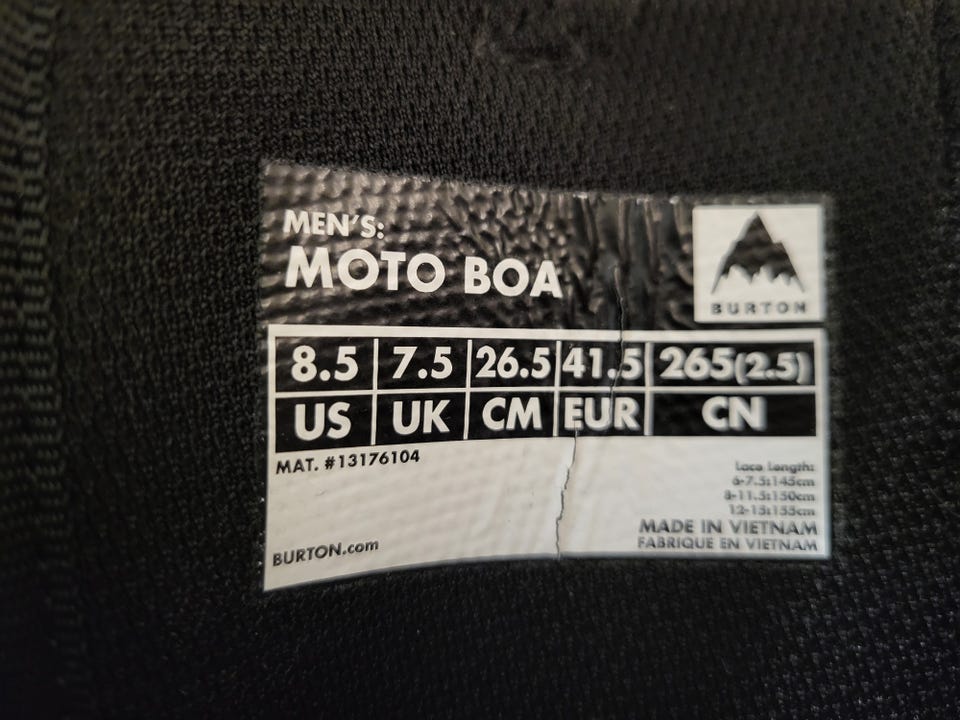 MEN'S:
MOTO BOA
BURTON
8.5 7.5 26.5 41.5 265(2.5)
US UK CM EUR CN
MAT. #13176104
Lace Length:
6-7.5:145cm
8-11.5:150cm
12-15:155cm
MADE IN VIETNAM
FABRIQUE EN VIETNAM
BURTON.com